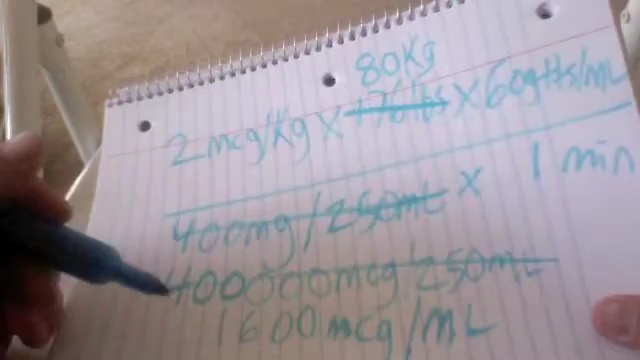 80Kg
2mcg/Kg x 176lbs x 60gtts/mL
400mg/250mL x 1 min
400000mcg/250mL
1600mcg/mL